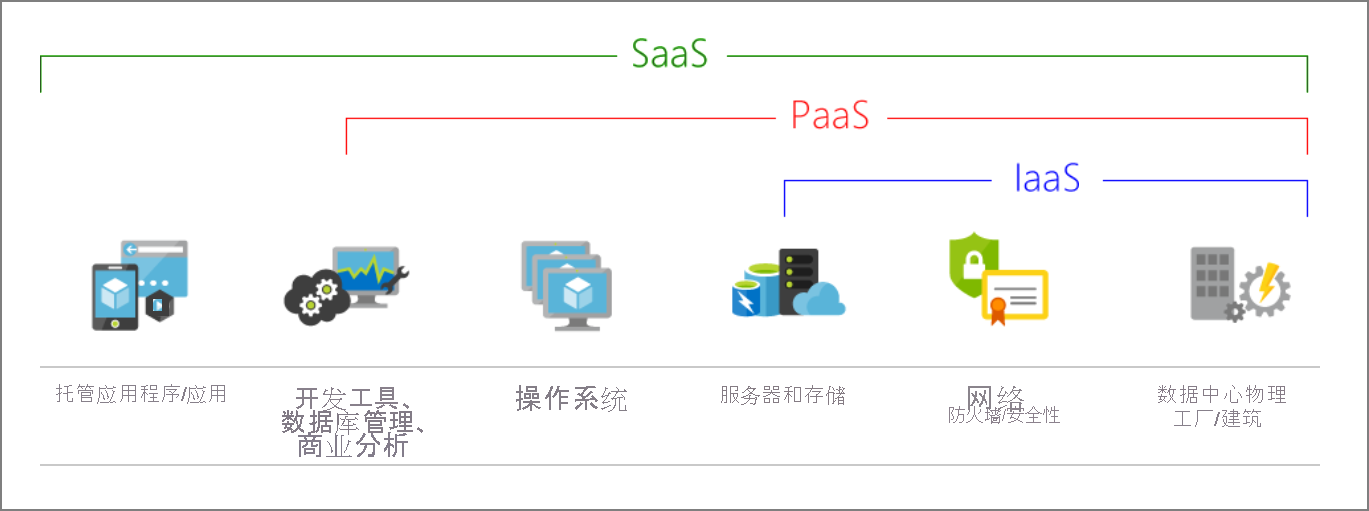 SaaS
PaaS
IaaS
托管应用程序/应用
开发工具、
数据库管理、
商业分析
操作系统
服务器和存储
网络
防火墙/安全性
数据中心物理
工厂/建筑